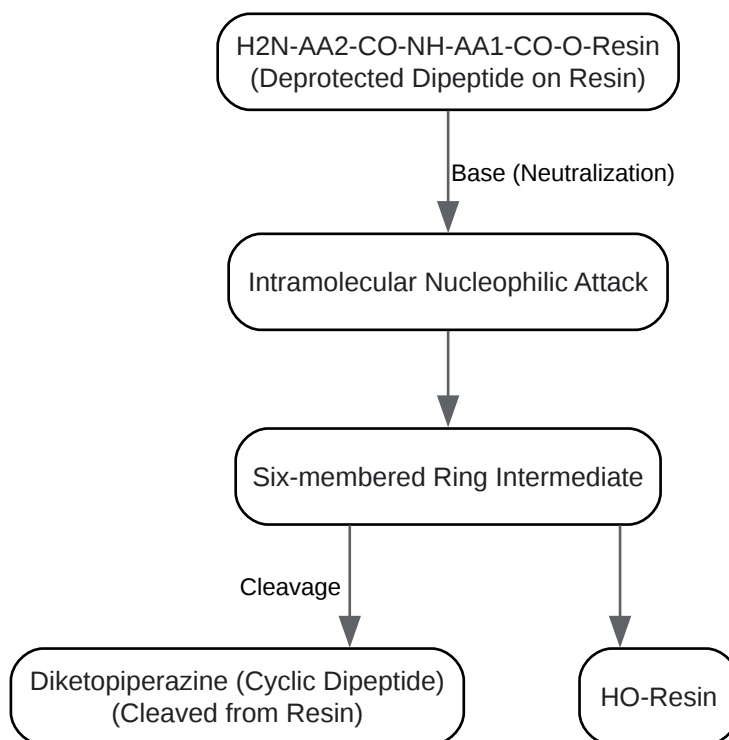 H2N-AA2-CO-NH-AA1-CO-O-Resin
(Deprotected Dipeptide on Resin)
Base (Neutralization)
Intramolecular Nucleophilic Attack
Six-membered Ring Intermediate
Cleavage
Diketopiperazine (Cyclic Dipeptide)
(Cleaved from Resin)
HO-Resin